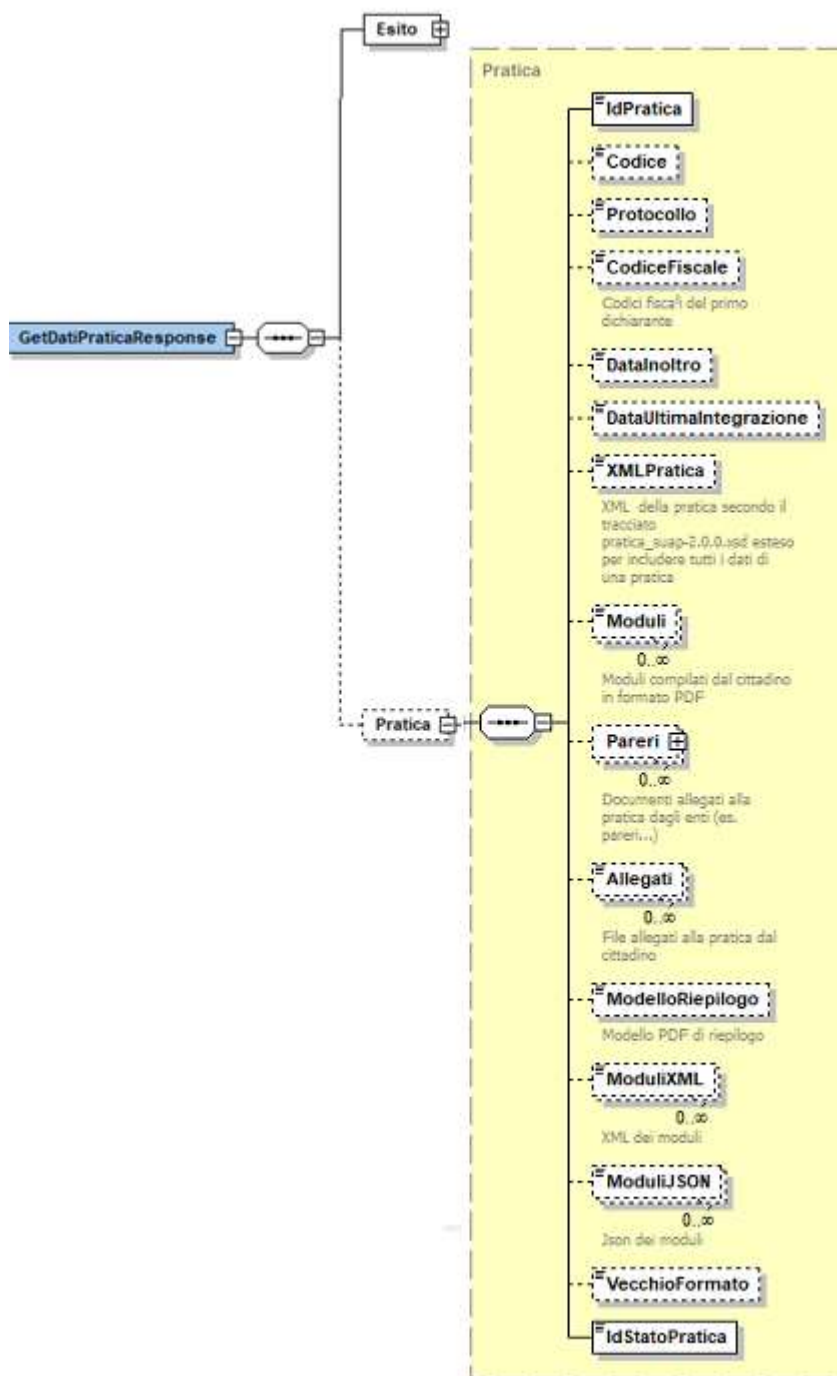 Esito
Pratica
IdPratica
Codice
Protocollo
CodiceFiscale
Codici fiscali del primo
dichiarante
GetDatiPraticaResponse
DataInoltro
DataUltimaIntegrazione
XMLPratica
XML della pratica secondo il
tracciato
pratica_suap-2.0.0.xsd esteso
per includere tutti i dati di
una pratica
Moduli
0..∞
Moduli compilati dal cittadino
in formato PDF
Pratica
Pareri
0..∞
Documenti allegati alla
pratica dagli enti (es.
pareri...)
Allegati
0..∞
File allegati alla pratica dal
cittadino
ModelloRiepilogo
Modello PDF di riepilogo
ModuliXML
0..∞
XML dei moduli
ModuliJSON
0..∞
Json dei moduli
VecchioFormato
IdStatoPratica